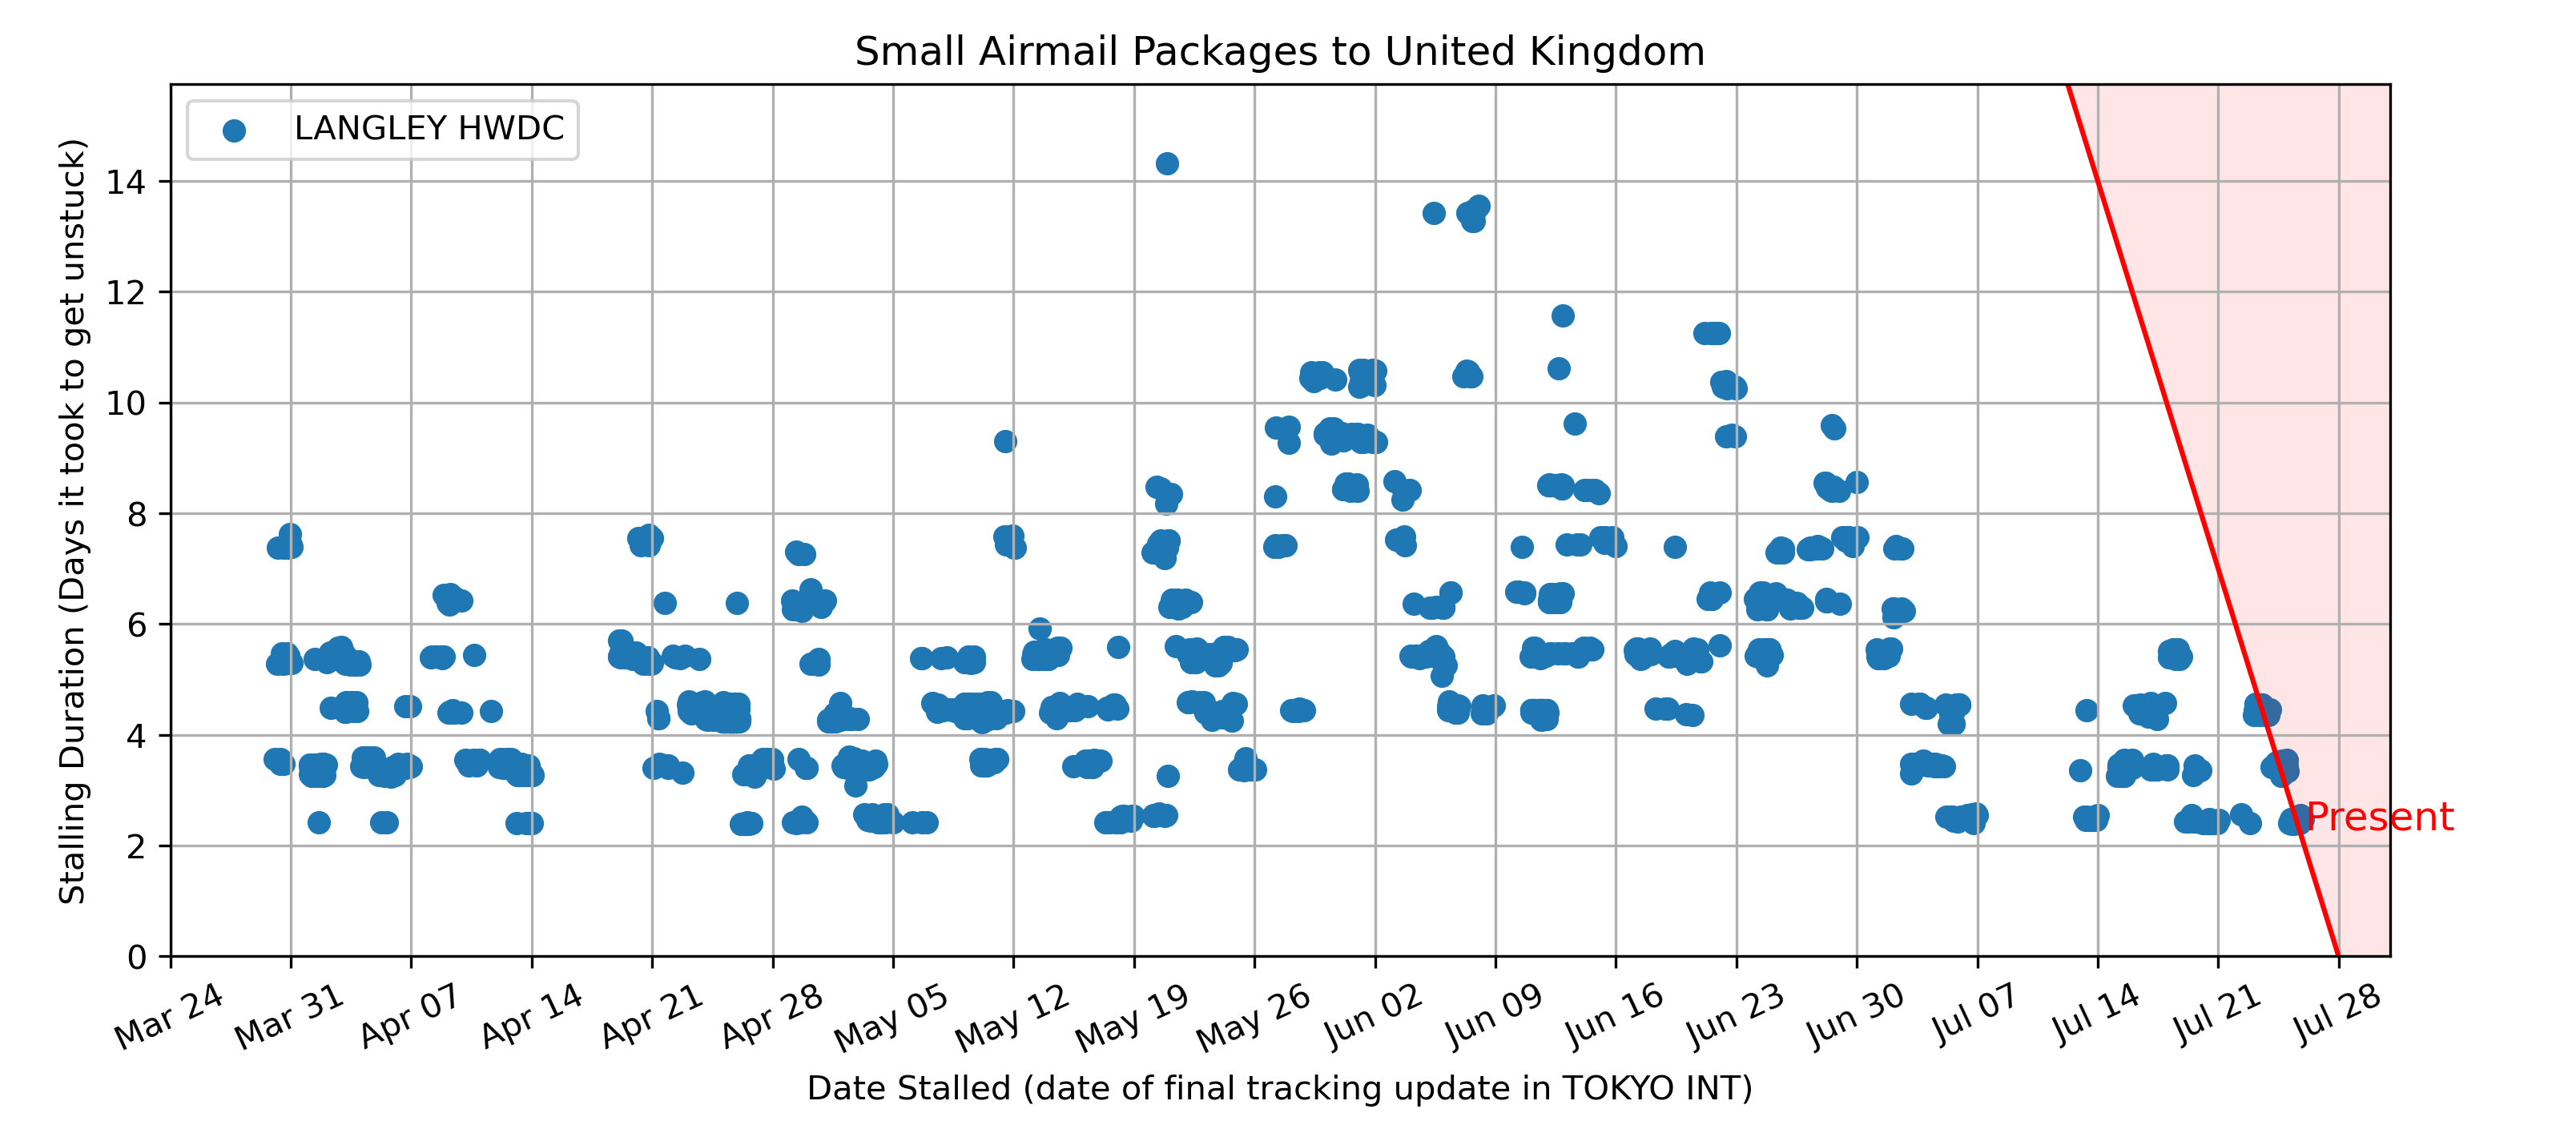 Small Airmail Packages to United Kingdom
LANGLEY HWDC
Stalling Duration (Days it took to get unstuck)
14
12
10
8
6
4
2
0
Present
Mar 24
Mar 31
Apr 07
Apr 14
Apr 21
Apr 28
May 05
May 12
May 19
May 26
Jun 02
Jun 09
Jun 16
Jun 23
Jun 30
Jul 07
Jul 14
Jul 21
Jul 28
Date Stalled (date of final tracking update in TOKYO INT)